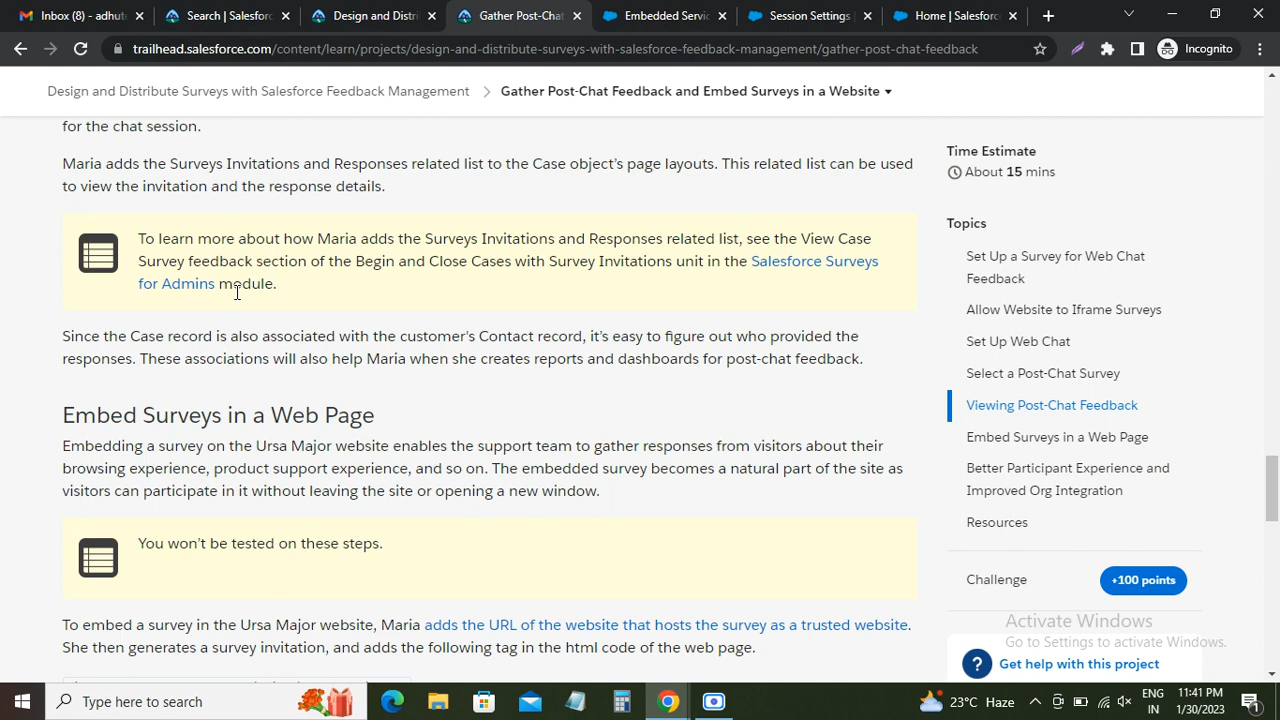 Inbox (8) - adhut
Search | Salesfor
Design and Distri
Gather Post-Chat
Embedded Servic
Session Settings
Home | Salesforc
trailhead.salesforce.com/content/learn/projects/design-and-distribute-surveys-with-salesforce-feedback-management/gather-post-chat-feedback
Incognito
Design and Distribute Surveys with Salesforce Feedback Management
Gather Post-Chat Feedback and Embed Surveys in a Website
for the chat session.
Maria adds the Surveys Invitations and Responses related list to the Case object's page layouts. This related list can be used
to view the invitation and the response details.
To learn more about how Maria adds the Surveys Invitations and Responses related list, see the View Case
Survey feedback section of the Begin and Close Cases with Survey Invitations unit in the Salesforce Surveys
for Admins module.
Since the Case record is also associated with the customer's Contact record, it's easy to figure out who provided the
responses. These associations will also help Maria when she creates reports and dashboards for post-chat feedback.
Embed Surveys in a Web Page
Embedding a survey on the Ursa Major website enables the support team to gather responses from visitors about their
browsing experience, product support experience, and so on. The embedded survey becomes a natural part of the site as
visitors can participate in it without leaving the site or opening a new window.
You won't be tested on these steps.
To embed a survey in the Ursa Major website, Maria adds the URL of the website that hosts the survey as a trusted website.
She then generates a survey invitation, and adds the following tag in the html code of the web page.
Time Estimate
About 15 mins
Topics
Set Up a Survey for Web Chat
Feedback
Allow Website to Iframe Surveys
Set Up Web Chat
Select a Post-Chat Survey
Viewing Post-Chat Feedback
Embed Surveys in a Web Page
Better Participant Experience and
Improved Org Integration
Resources
Challenge
+100 points
Activate Windows
Go to Settings to activate Windows.
? Get help with this project
Type here to search
23°C Haze
ENG
IN
11:41 PM
1/30/2023
1